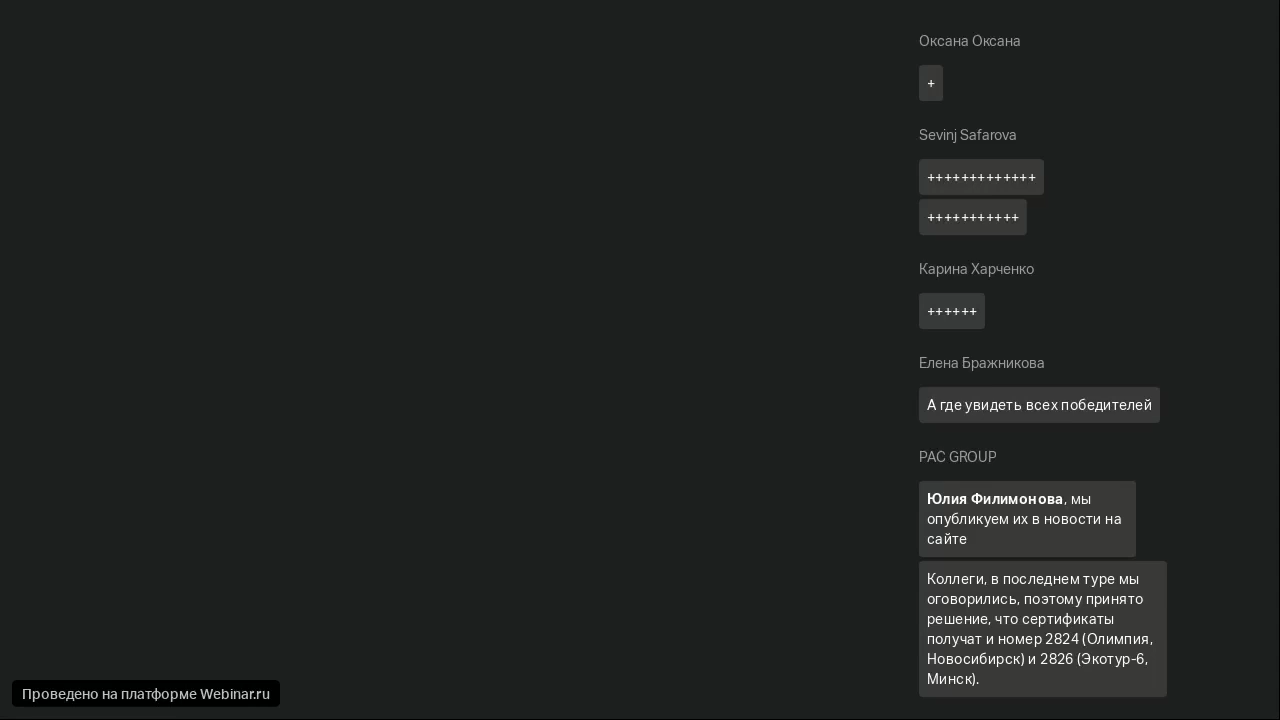 Оксана Оксана
+
Sevinj Safarova
+++++++++++++
+++++++++++
Карина Харченко
++++++
Елена Бражникова
А где увидеть всех победителей
PAC GROUP
Юлия Филимонова, мы
опубликуем их в новости на
сайте
Коллеги, в последнем туре мы
оговорились, поэтому принято
решение, что сертификаты
получат и номер 2824 (Олимпия,
Новосибирск) и 2826 (Экотур-6,
Минск).
Проведено на платформе Webinar.ru